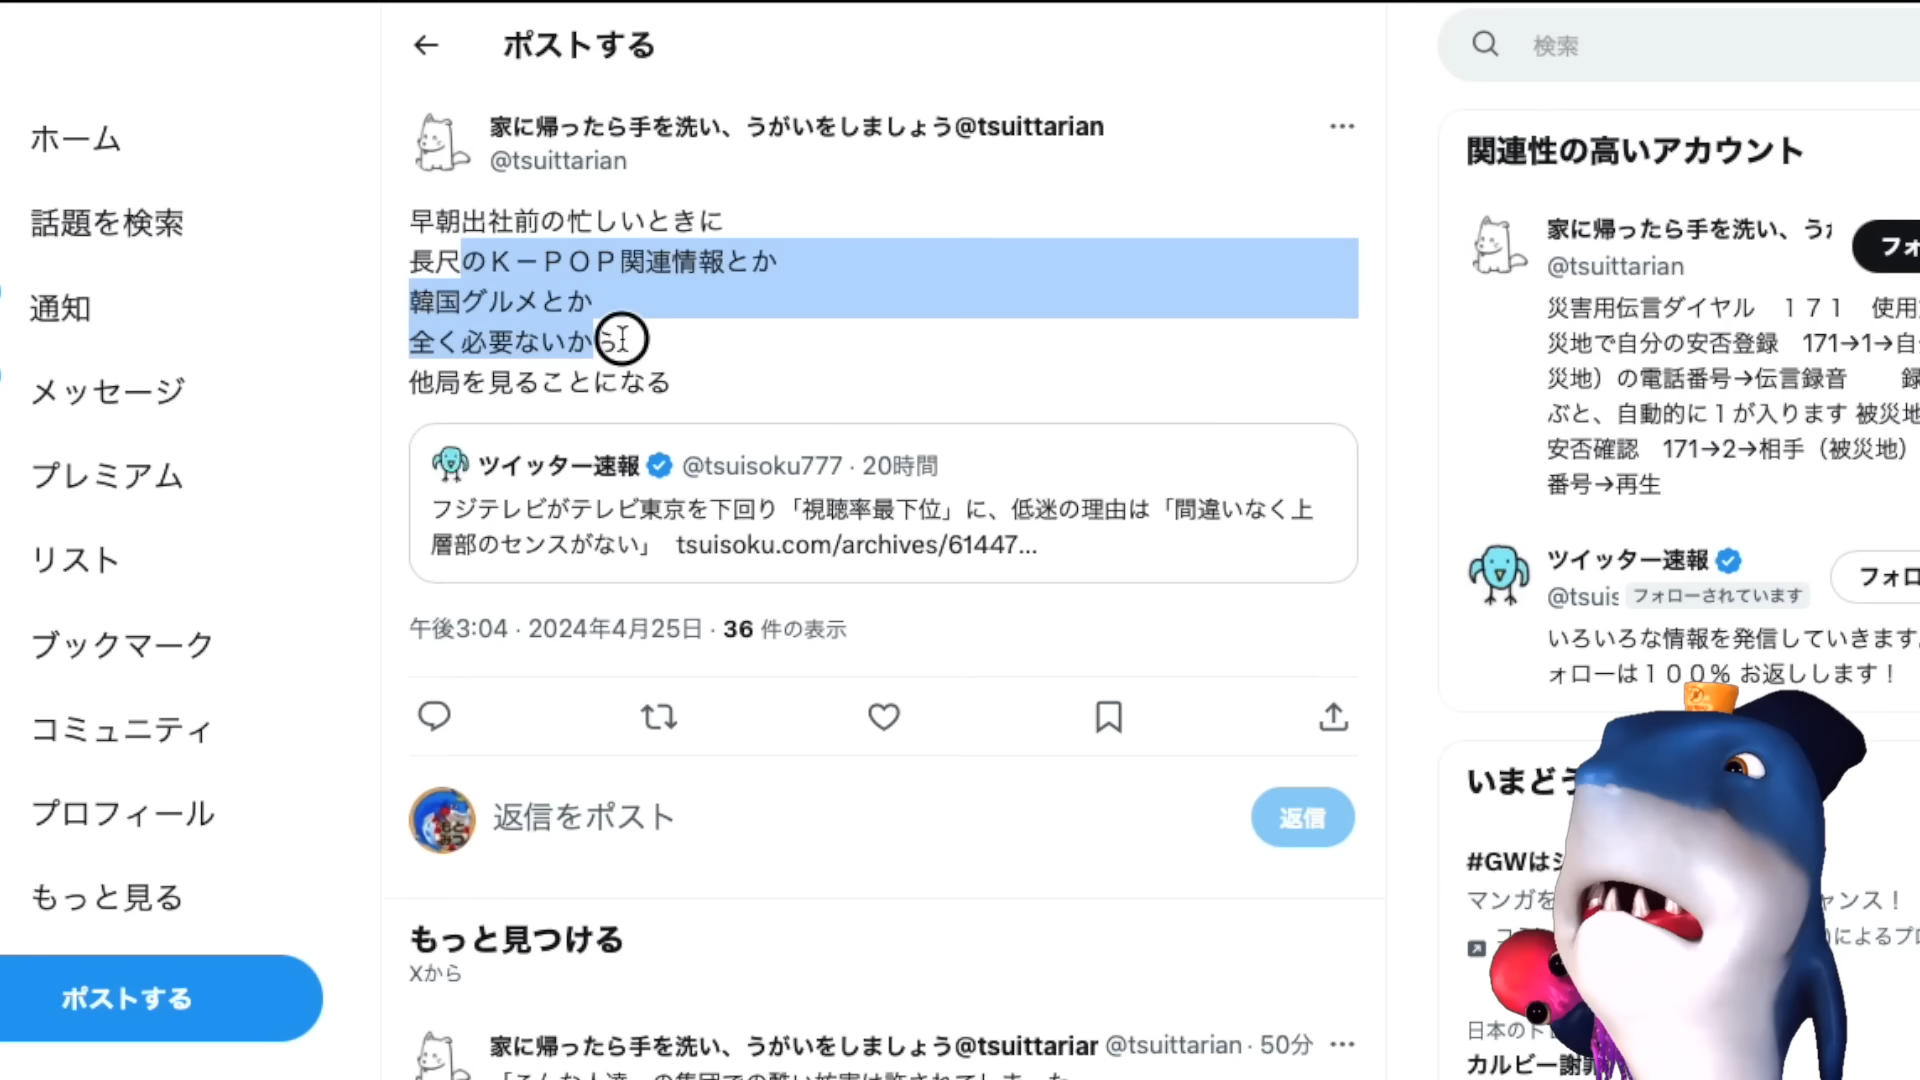 ホーム
話題を検索
通知
メッセージ
プレミアム
リスト
ブックマーク
コミュニティ
プロフィール
もっと見る
ポストする
ポストする
家に帰ったら手を洗い、うがいをしましょう@tsuittarian
@tsuittarian
早朝出社前の忙しいときに
長尺のK－POP関連情報とか
韓国グルメとか
全く必要ないから
他局を見ることになる
ツイッター速報 @tsuisoku777 · 20時間
フジテレビがテレビ東京を下回り「視聴率最下位」に、低迷の理由は「間違いなく上
層部のセンスがない」 tsuisoku.com/archives/61447...
午後3:04 · 2024年4月25日 · 36 件の表示
返信をポスト
返信
もっと見つける
Xから
家に帰ったら手を洗い、うがいをしましょう@tsuittariar @tsuittarian · 50分
検索
関連性の高いアカウント
家に帰ったら手を洗い、う
フォ
@tsuittarian
災害用伝言ダイヤル １７１ 使用
災地で自分の安否登録 171→1→自
災地）の電話番号→伝言録音 録
ぶと、自動的に１が入ります 被災地
安否確認 171→2→相手（被災地）
番号→再生
ツイッター速報
フォロ
@tsuis フォローされています
いろいろな情報を発信していきます
ォローは１００％ お返しします！
いまどう
#GWは
マンガを ャンス！
によるプ
日本のト
カルビー謝罪